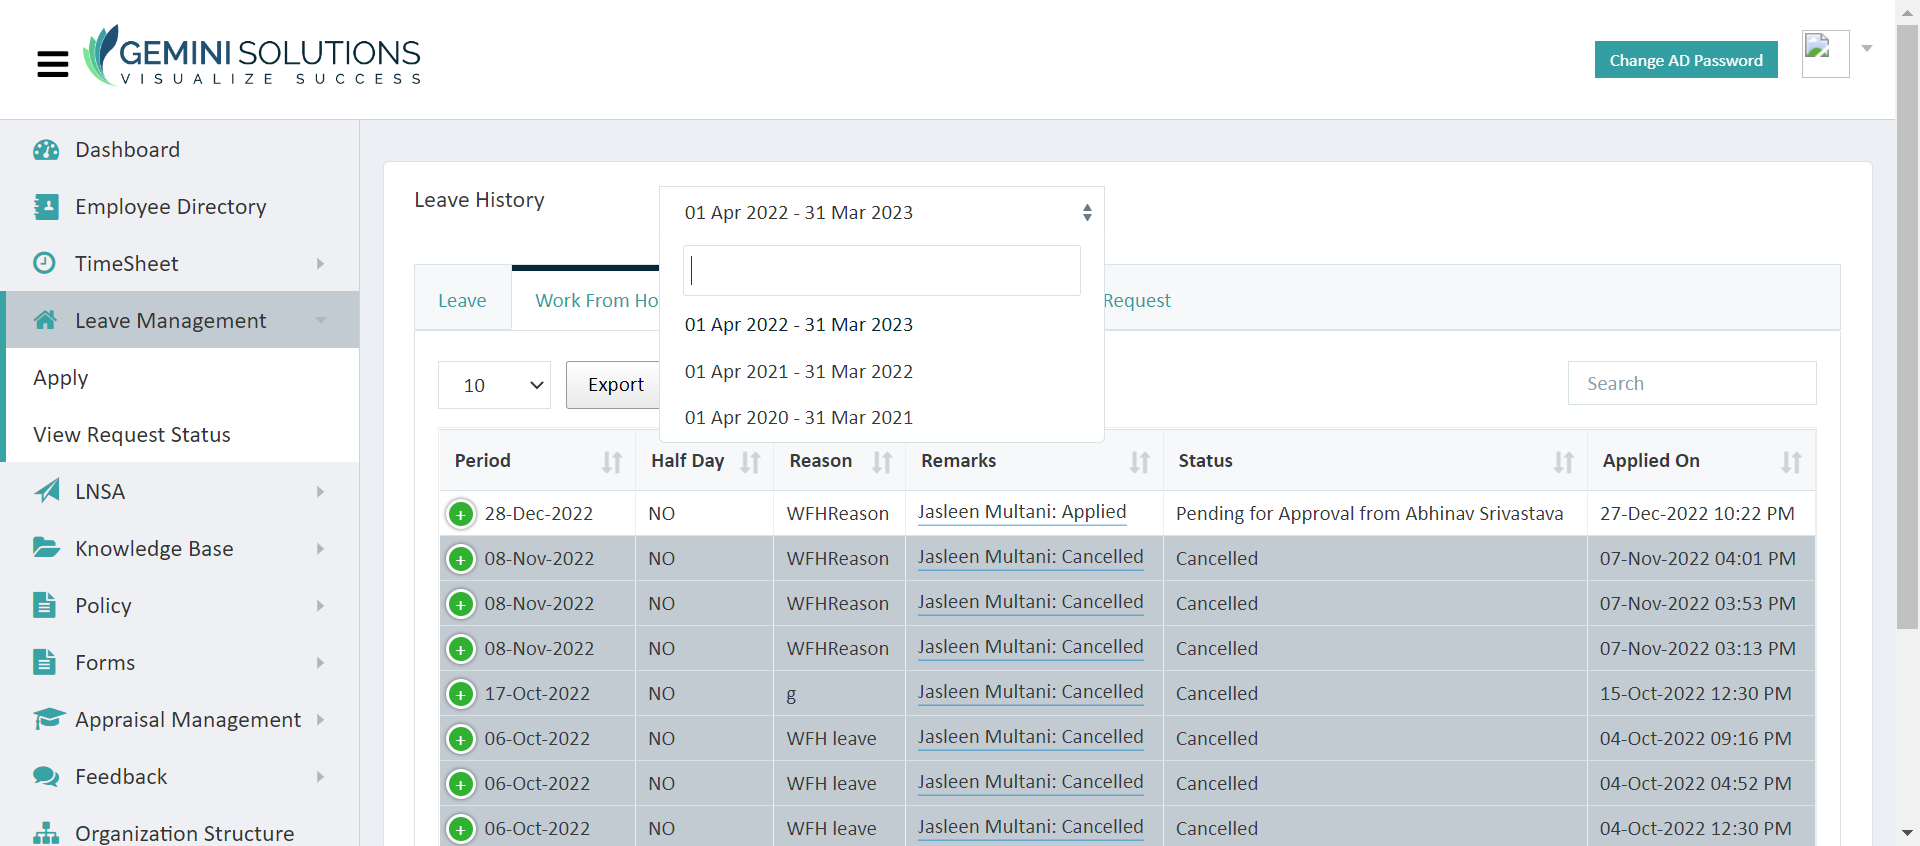 GEMINI SOLUTIONS
VISUALIZE SUCCESS
Change AD Password
Dashboard
Employee Directory
TimeSheet
Leave Management
Apply
View Request Status
LNSA
Knowledge Base
Policy
Forms
Appraisal Management
Feedback
Organization Structure
Leave History
01 Apr 2022 - 31 Mar 2023
01 Apr 2022 - 31 Mar 2023
01 Apr 2021 - 31 Mar 2022
01 Apr 2020 - 31 Mar 2021
Leave Work From Ho Request
10 Export Search
Period Half Day Reason Remarks Status Applied On
28-Dec-2022 NO WFHReason Jasleen Multani: Applied Pending for Approval from Abhinav Srivastava 27-Dec-2022 10:22 PM
08-Nov-2022 NO WFHReason Jasleen Multani: Cancelled Cancelled 07-Nov-2022 04:01 PM
08-Nov-2022 NO WFHReason Jasleen Multani: Cancelled Cancelled 07-Nov-2022 03:53 PM
08-Nov-2022 NO WFHReason Jasleen Multani: Cancelled Cancelled 07-Nov-2022 03:13 PM
17-Oct-2022 NO g Jasleen Multani: Cancelled Cancelled 15-Oct-2022 12:30 PM
06-Oct-2022 NO WFH leave Jasleen Multani: Cancelled Cancelled 04-Oct-2022 09:16 PM
06-Oct-2022 NO WFH leave Jasleen Multani: Cancelled Cancelled 04-Oct-2022 04:52 PM
06-Oct-2022 NO WFH leave Jasleen Multani: Cancelled Cancelled 04-Oct-2022 12:30 PM